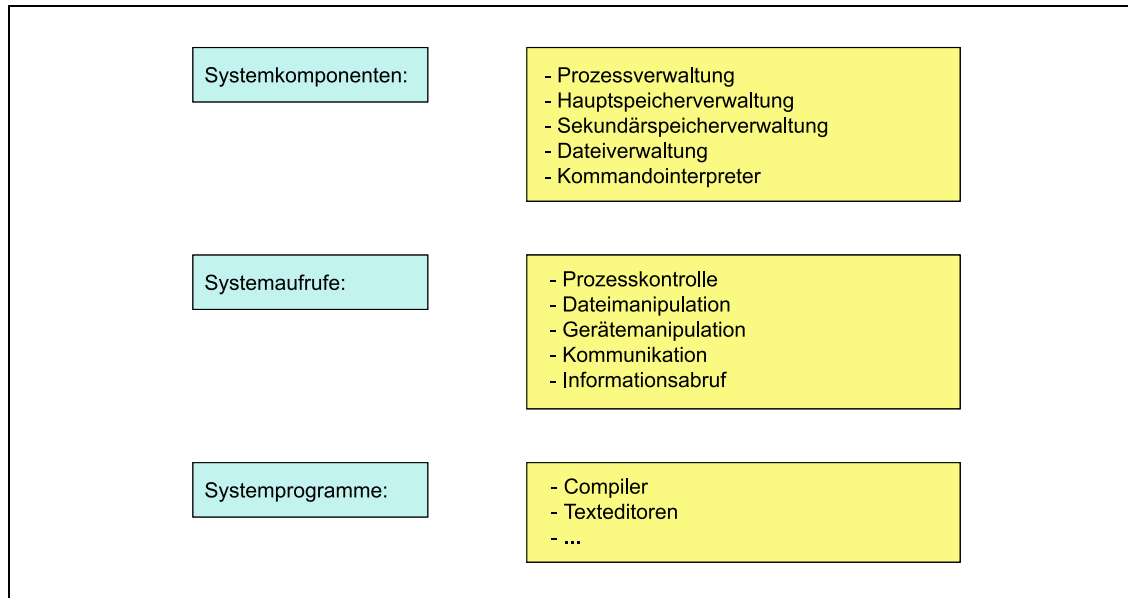 Systemkomponenten:
- Prozessverwaltung
- Hauptspeicherverwaltung
- Sekundärspeicherverwaltung
- Dateiverwaltung
- Kommandointerpreter
Systemaufrufe:
- Prozesskontrolle
- Dateimanipulation
- Gerätemanipulation
- Kommunikation
- Informationsabruf
Systemprogramme:
- Compiler
- Texteditoren
- ...